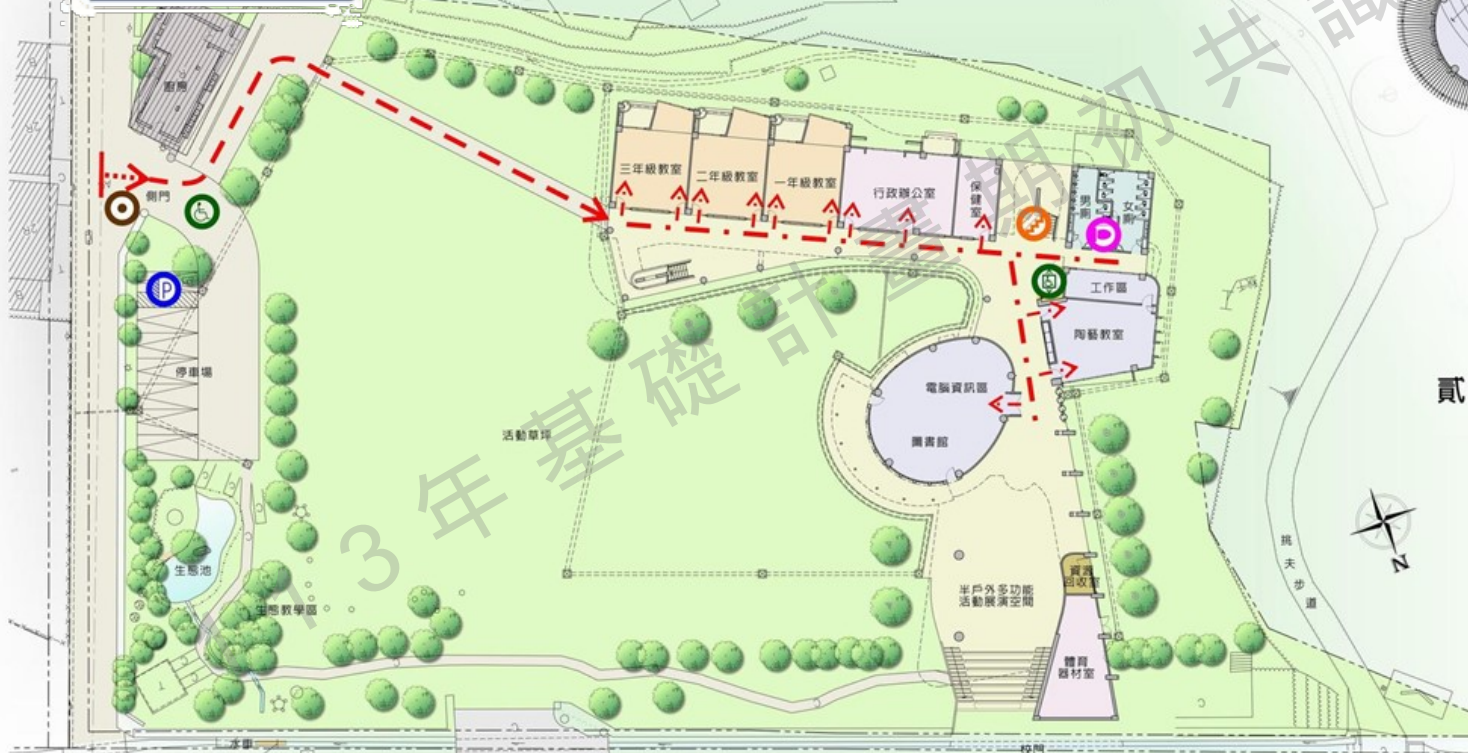 廚房
側門
三年級教室
二年級教室
一年級教室
行政辦公室
保健室
男廁
女廁
P
工作區
陶藝教室
停車場
電腦資訊區
圖書館
活動草坪
貳
生態池
生態教學區
半戶外多功能
活動展演空間
資源
回收室
體育
器材室
挑夫步道
N
水車
校門
113年基礎計畫期初共識